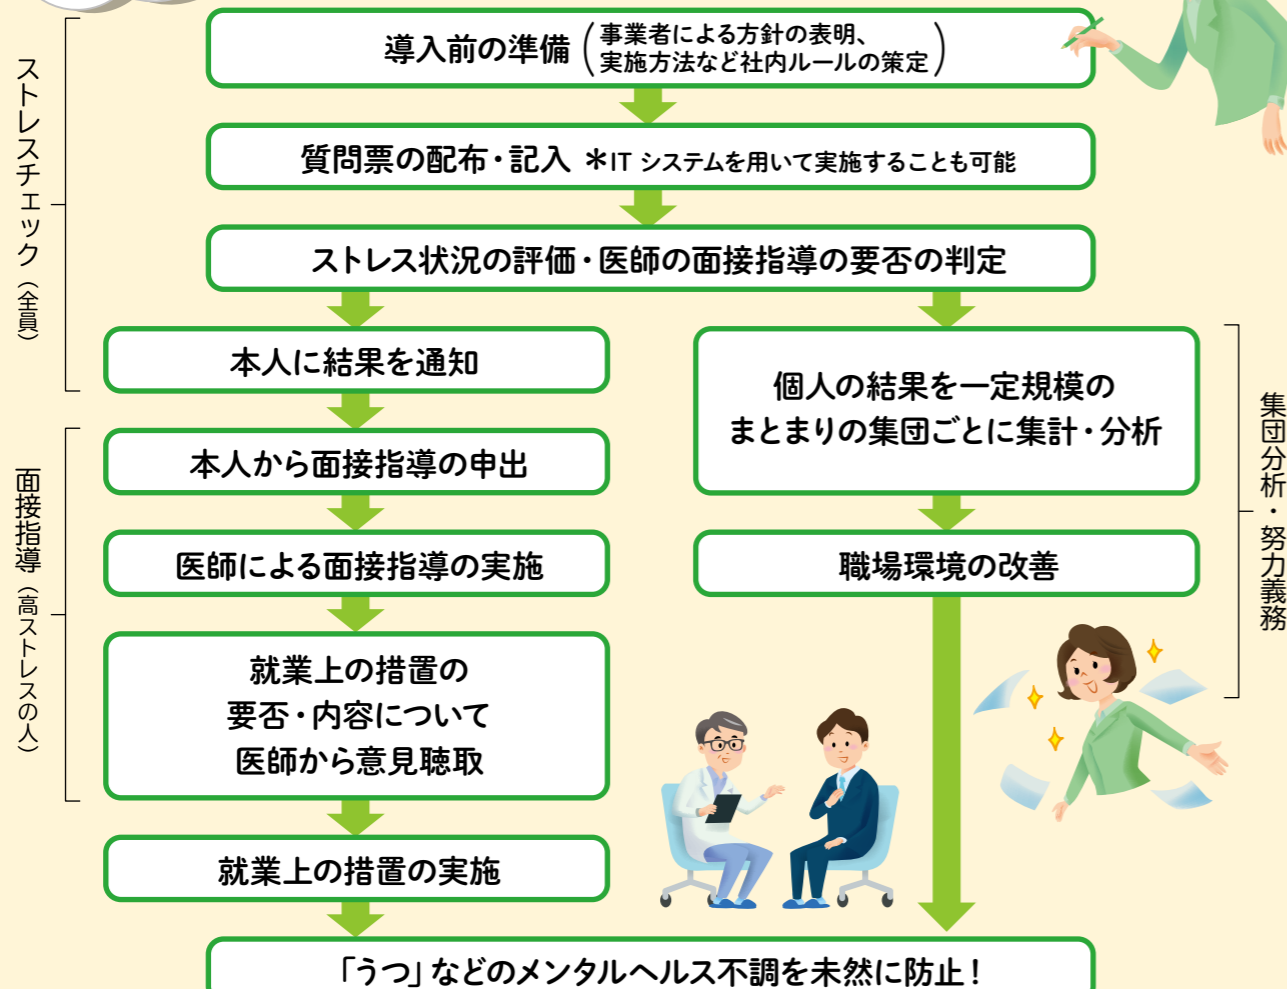 ストレスチェック（全員）
導入前の準備（事業者による方針の表明、
実施方法など社内ルールの策定）
質問票の配布・記入 ＊IT システムを用いて実施することも可能
ストレス状況の評価・医師の面接指導の要否の判定
本人に結果を通知
面接指導（高ストレスの人）
本人から面接指導の申出
医師による面接指導の実施
就業上の措置の
要否・内容について
医師から意見聴取
就業上の措置の実施
個人の結果を一定規模の
まとまりの集団ごとに集計・分析
職場環境の改善
集団分析・努力義務
「うつ」などのメンタルヘルス不調を未然に防止！